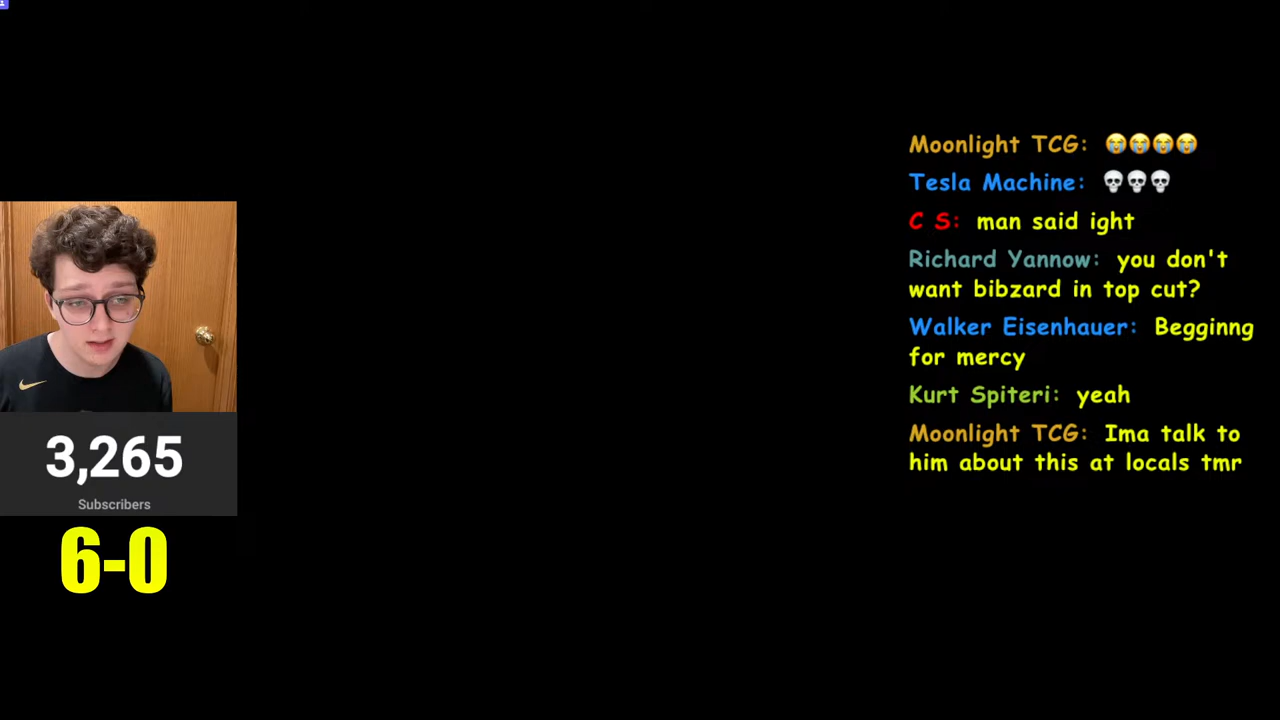 Moonlight TCG: 😭😭😭😭
Tesla Machine: 💀💀💀
C S: man said ight
Richard Yannow: you don't
want bibzard in top cut?
Walker Eisenhauer: Begginng
for mercy
Kurt Spiteri: yeah
Moonlight TCG: Ima talk to
him about this at locals tmr
3,265
Subscribers
6-0